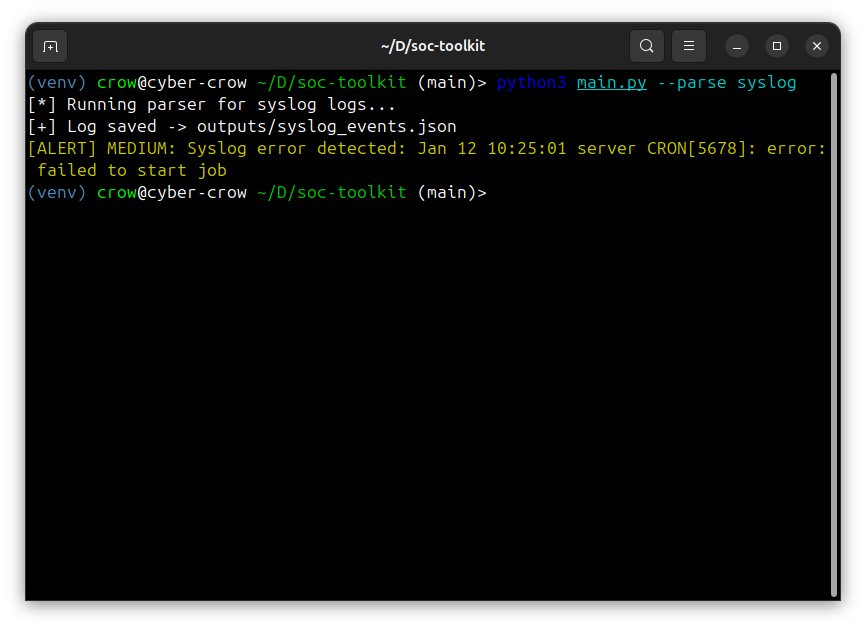 ~/D/soc-toolkit
(venv) crow@cyber-crow ~/D/soc-toolkit (main)> python3 main.py --parse syslog
[*] Running parser for syslog logs...
[+] Log saved -> outputs/syslog_events.json
[ALERT] MEDIUM: Syslog error detected: Jan 12 10:25:01 server CRON[5678]: error:
 failed to start job
(venv) crow@cyber-crow ~/D/soc-toolkit (main)>